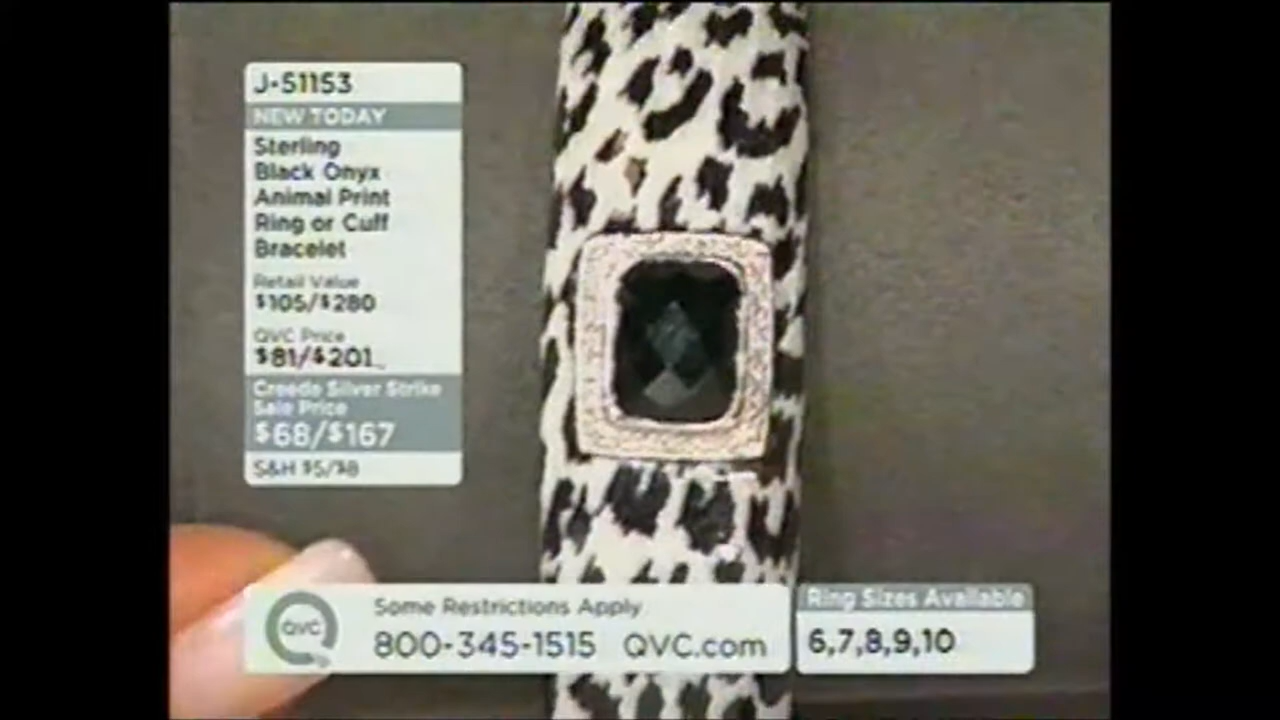 J-51153
NEW TODAY
Sterling
Black Onyx
Animal Print
Ring or Cuff
Bracelet
Retail Value
$105/$280
QVC Price
$81/$201
Creedo Silver Strike
Sale Price
$68/$167
S&H $5/$8
QVC
Some Restrictions Apply
800-345-1515 QVC.com
Ring Sizes Available
6,7,8,9,10